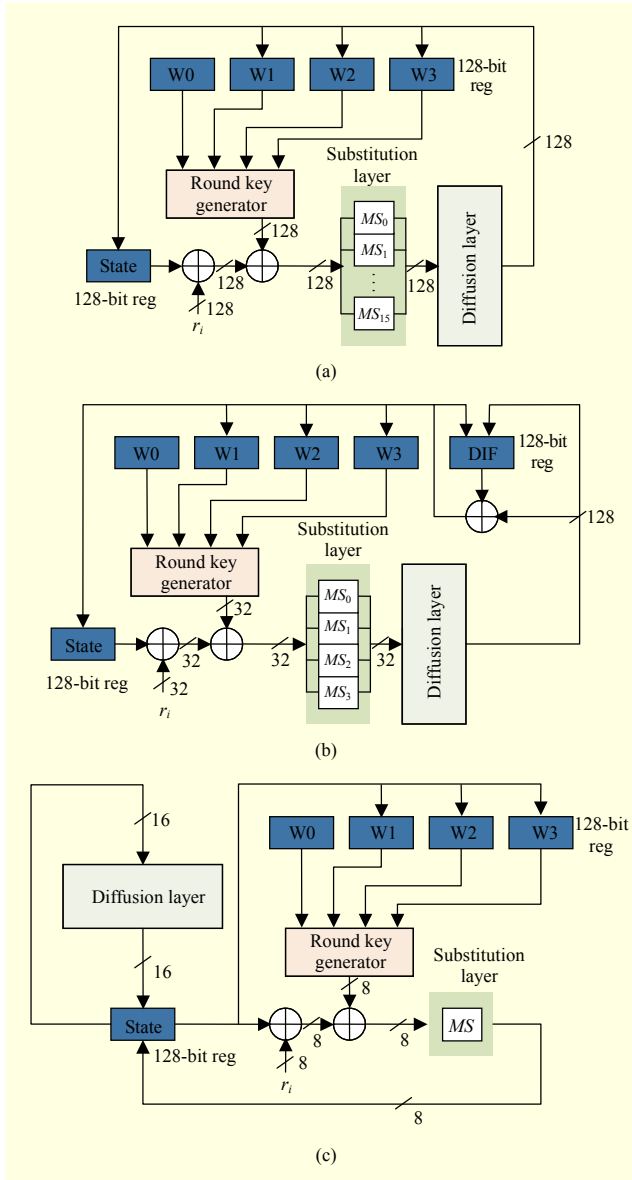 W0
W1
W2
W3
128-bit
reg
Substitution
layer
128
Round key
generator
128
MS0
MS1
MS15
State
128-bit reg
128
128
ri
128
128
Diffusion layer
(a)
W0
W1
W2
W3
DIF
128-bit
reg
128
Substitution
layer
Round key
generator
32
MS0
MS1
MS2
MS3
State
128-bit reg
32
32
ri
32
32
Diffusion layer
(b)
16
Diffusion layer
16
W0
W1
W2
W3
128-bit
reg
Round key
generator
Substitution
layer
8
State
128-bit reg
8
8
ri
8
MS
8
(c)